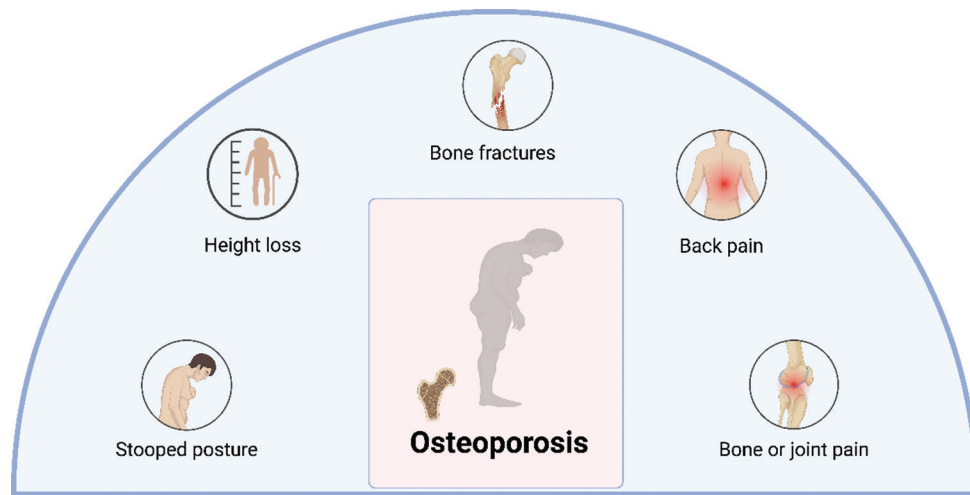 Bone fractures
Height loss
Back pain
Stooped posture
Osteoporosis
Bone or joint pain